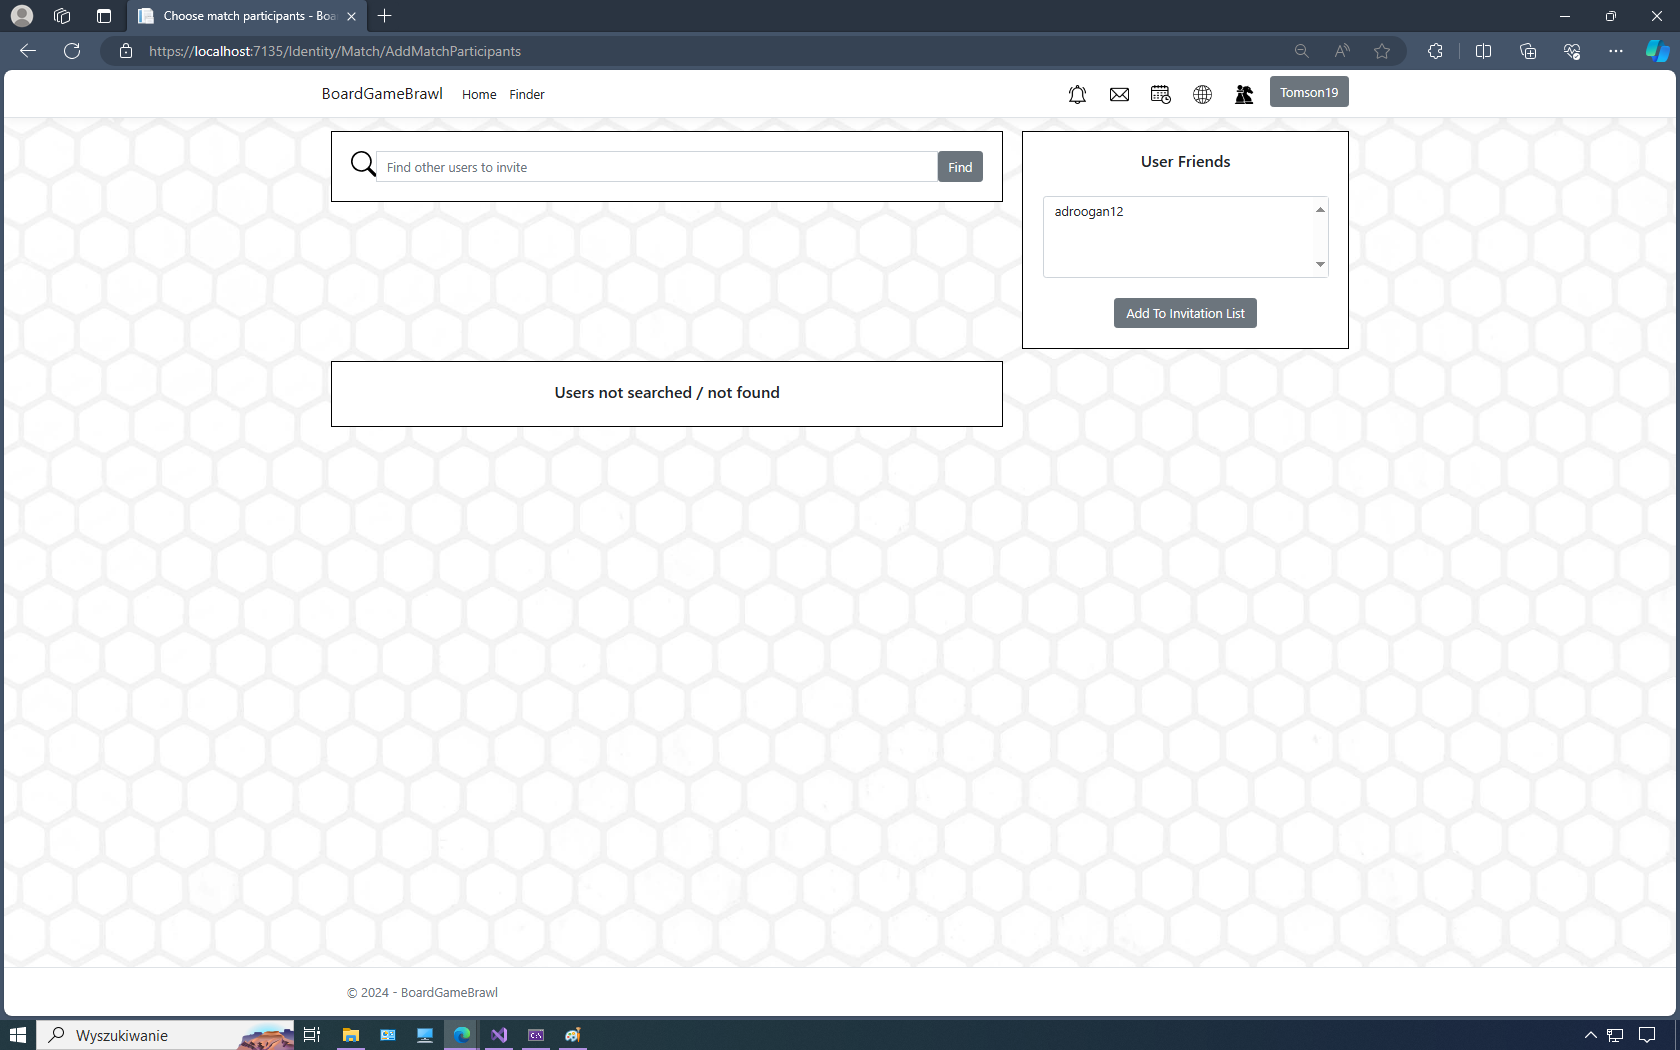 Choose match participants - Boa
https://localhost:7135/Identity/Match/AddMatchParticipants
BoardGameBrawl Home Finder Tomson19
Find other users to invite Find
User Friends
adroogan12
Add To Invitation List
Users not searched / not found
© 2024 - BoardGameBrawl
Wyszukiwanie